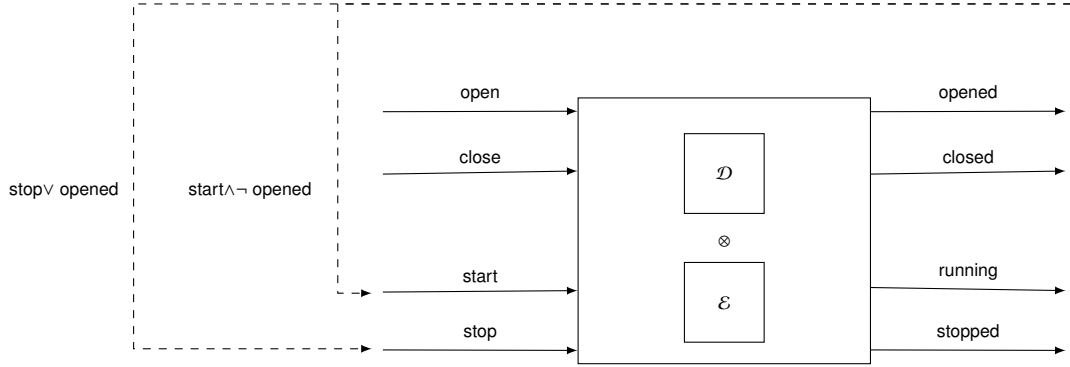 open
opened
close
closed
𝒟
stop∨ opened
start∧¬ opened
⊗
start
running
ℰ
stop
stopped